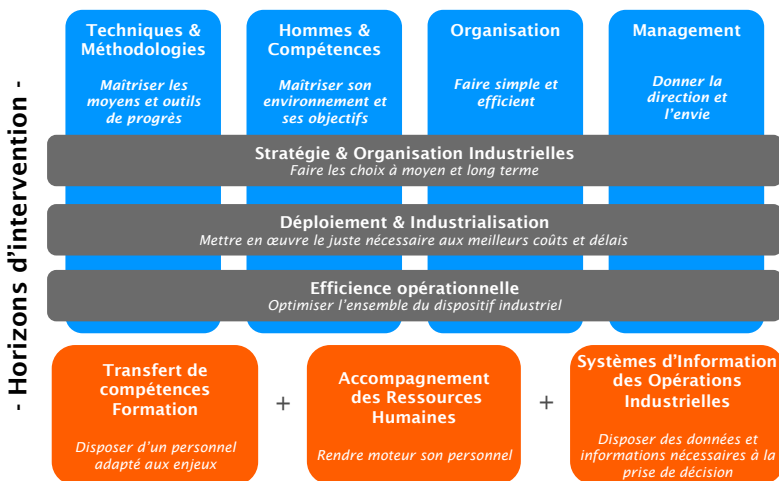 - Horizons d'intervention -
Techniques &
Méthodologies
Maîtriser les
moyens et outils
de progrès
Hommes &
Compétences
Maîtriser son
environnement et
ses objectifs
Organisation
Faire simple et
efficient
Management
Donner la
direction et
l'envie
Stratégie & Organisation Industrielles
Faire les choix à moyen et long terme
Déploiement & Industrialisation
Mettre en œuvre le juste nécessaire aux meilleurs coûts et délais
Efficience opérationnelle
Optimiser l'ensemble du dispositif industriel
Transfert de
compétences
Formation
Disposer d'un personnel
adapté aux enjeux
+
Accompagnement
des Ressources
Humaines
Rendre moteur son personnel
+
Systèmes d'Information
des Opérations
Industrielles
Disposer des données et
informations nécessaires à la
prise de décision